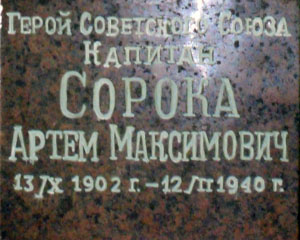 Герой Советского Союза
Капитан
Сорока
Артем Максимович
13/X 1902 г. – 12/III 1940 г.